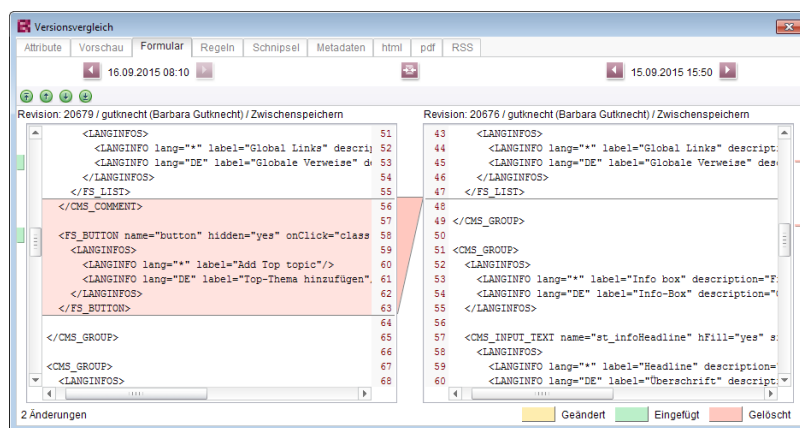 Versionsvergleich
Attribute Vorschau Formular Regeln Schnipsel Metadaten html pdf RSS
16.09.2015 08:10
15.09.2015 15:50
Revision: 20679 / gutknecht (Barbara Gutknecht) / Zwischenspeichern
<LANGINFOS> 51
<LANGINFO lang="*" label="Global Links" descrip 52
<LANGINFO lang="DE" label="Globale Verweise" de 53
</LANGINFOS> 54
</FS_LIST> 55
</CMS_COMMENT> 56
57
<FS_BUTTON name="button" hidden="yes" onClick="class 58
<LANGINFOS> 59
<LANGINFO lang="*" label="Add Top topic"/> 60
<LANGINFO lang="DE" label="Top-Thema hinzufügen" 61
</LANGINFOS> 62
</FS_BUTTON> 63
64
</CMS_GROUP> 65
66
<CMS_GROUP> 67
<LANGINFOS> 68
Revision: 20676 / gutknecht (Barbara Gutknecht) / Zwischenspeichern
43 <LANGINFOS>
44 <LANGINFO lang="*" label="Global Links" descript
45 <LANGINFO lang="DE" label="Globale Verweise" des
46 </LANGINFOS>
47 </FS_LIST>
48
49 </CMS_GROUP>
50
51 <CMS_GROUP>
52 <LANGINFOS>
53 <LANGINFO lang="*" label="Info box" description="F
54 <LANGINFO lang="DE" label="Info-Box" description="
55 </LANGINFOS>
56
57 <CMS_INPUT_TEXT name="st_infoHeadline" hFill="yes" s
58 <LANGINFOS>
59 <LANGINFO lang="*" label="Headline" description=
60 <LANGINFO lang="DE" label="Überschrift" descript
2 Änderungen
Geändert Eingefügt Gelöscht